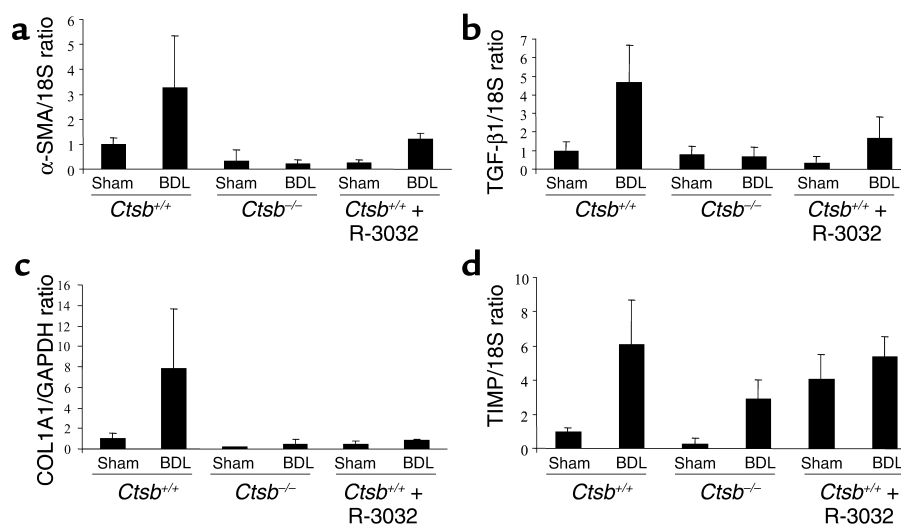 a
α-SMA/18S ratio
6
5
4
3
2
1
0
Sham BDL Sham BDL Sham BDL
Ctsb+/+ Ctsb–/– Ctsb+/+ +
R-3032
b
TGF-β1/18S ratio
7
6
5
4
3
2
1
0
Sham BDL Sham BDL Sham BDL
Ctsb+/+ Ctsb–/– Ctsb+/+ +
R-3032
c
COL1A1/GAPDH ratio
16
14
12
10
8
6
4
2
0
Sham BDL Sham BDL Sham BDL
Ctsb+/+ Ctsb–/– Ctsb+/+ +
R-3032
d
TIMP/18S ratio
10
8
6
4
2
0
Sham BDL Sham BDL Sham BDL
Ctsb+/+ Ctsb–/– Ctsb+/+ +
R-3032